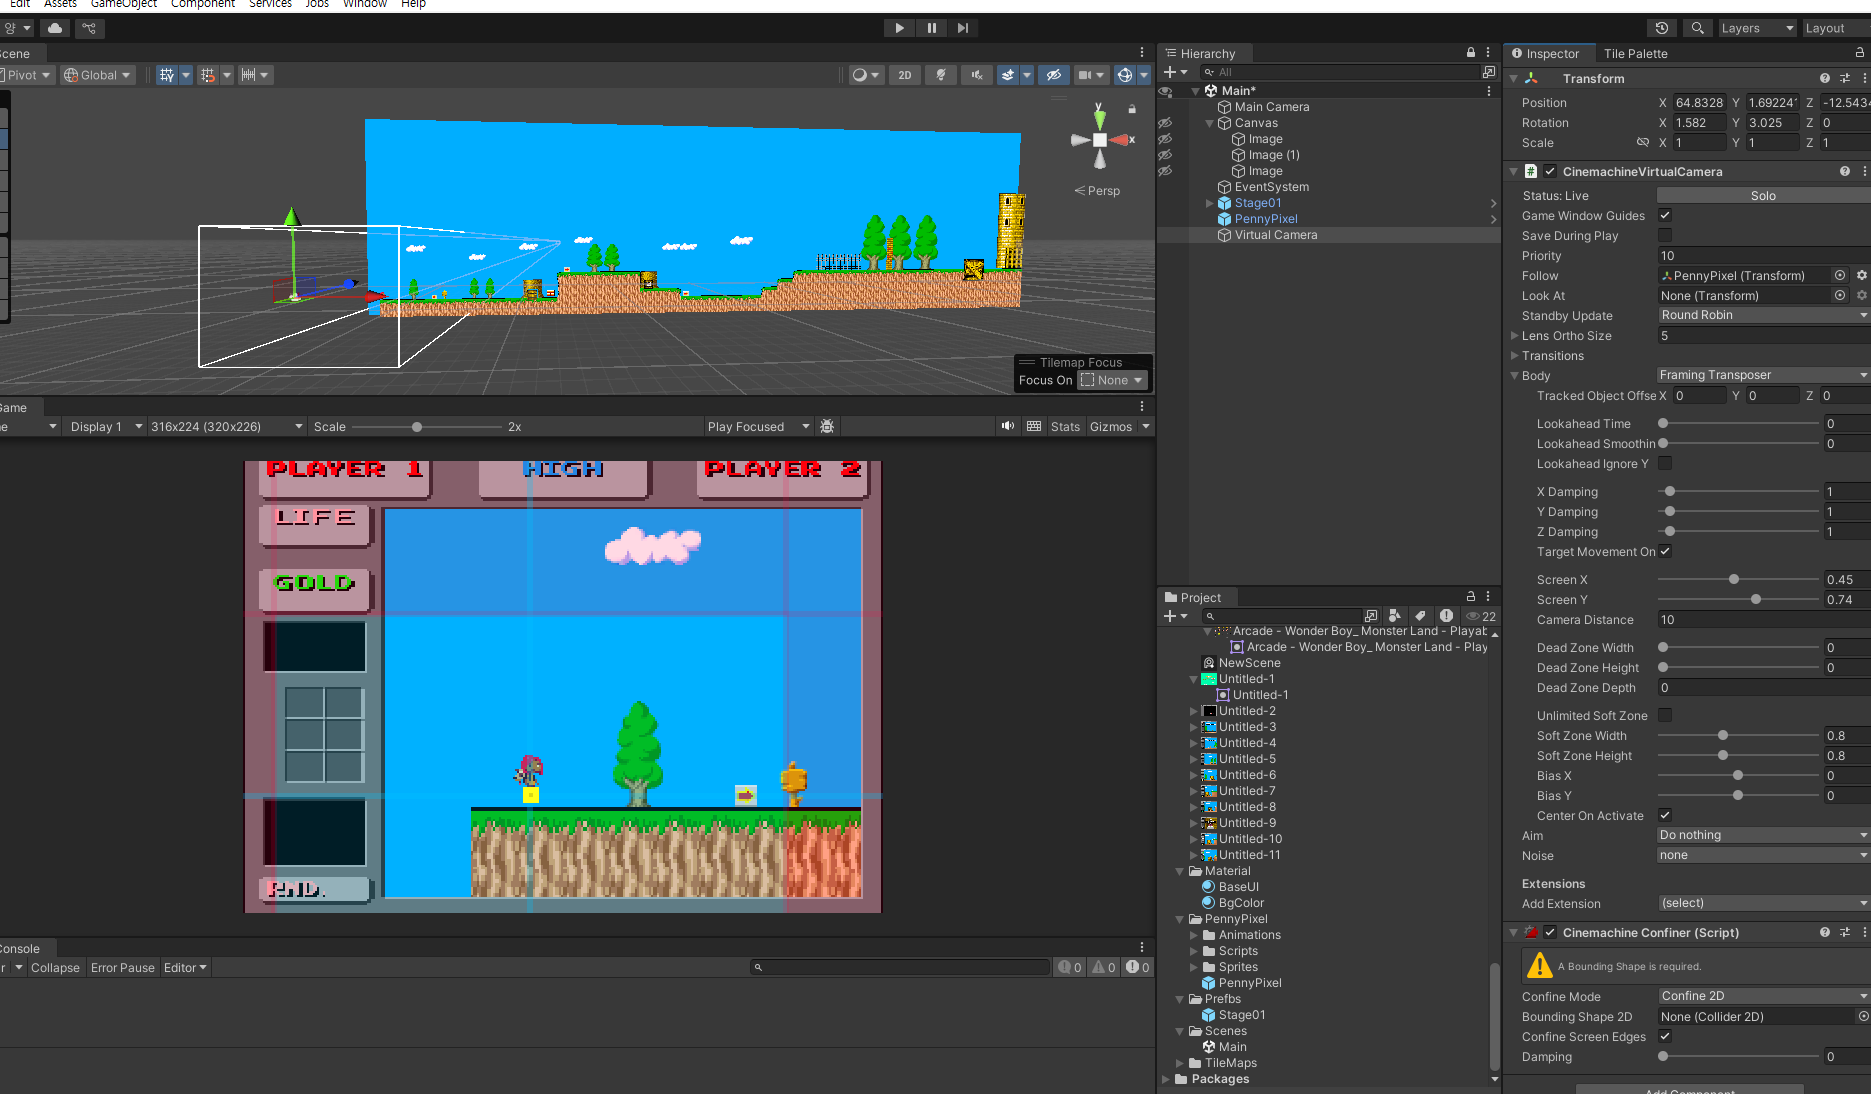 Edit Assets GameObject Component Services Jobs Window Help
양
Layers Layout
Scene
Pivot Global 2D
y
x
Persp
Tilemap Focus
Focus On None
Game
Display 1 316x224 (320x226) Scale 2x Play Focused Stats Gizmos
PLAYER 1 HIGH PLAYER 2
LIFE
GOLD
RND.
Console
Collapse Error Pause Editor 0 0 0
Hierarchy
All
Main*
Main Camera
Canvas
Image
Image (1)
Image
EventSystem
Stage01
PennyPixel
Virtual Camera
Project
22
Arcade - Wonder Boy_ Monster Land - Playab
Arcade - Wonder Boy_ Monster Land - Play
NewScene
Untitled-1
Untitled-1
Untitled-2
Untitled-3
Untitled-4
Untitled-5
Untitled-6
Untitled-7
Untitled-8
Untitled-9
Untitled-10
Untitled-11
Material
BaseUI
BgColor
PennyPixel
Animations
Scripts
Sprites
PennyPixel
Prefbs
Stage01
Scenes
Main
TileMaps
Packages
Inspector Tile Palette
Transform
Position X 64.8328 Y 1.69224 Z -12.5434
Rotation X 1.582 Y 3.025 Z 0
Scale X 1 Y 1 Z 1
CinemachineVirtualCamera
Status: Live Solo
Game Window Guides
Save During Play
Priority 10
Follow PennyPixel (Transform)
Look At None (Transform)
Standby Update Round Robin
Lens Ortho Size 5
Transitions
Body Framing Transposer
Tracked Object Offse X 0 Y 0 Z 0
Lookahead Time 0
Lookahead Smoothin 0
Lookahead Ignore Y
X Damping 1
Y Damping 1
Z Damping 1
Target Movement On
Screen X 0.45
Screen Y 0.74
Camera Distance 10
Dead Zone Width 0
Dead Zone Height 0
Dead Zone Depth 0
Unlimited Soft Zone
Soft Zone Width 0.8
Soft Zone Height 0.8
Bias X 0
Bias Y 0
Center On Activate
Aim Do nothing
Noise none
Extensions
Add Extension (select)
Cinemachine Confiner (Script)
A Bounding Shape is required.
Confine Mode Confine 2D
Bounding Shape 2D None (Collider 2D)
Confine Screen Edges
Damping 0
Add Component